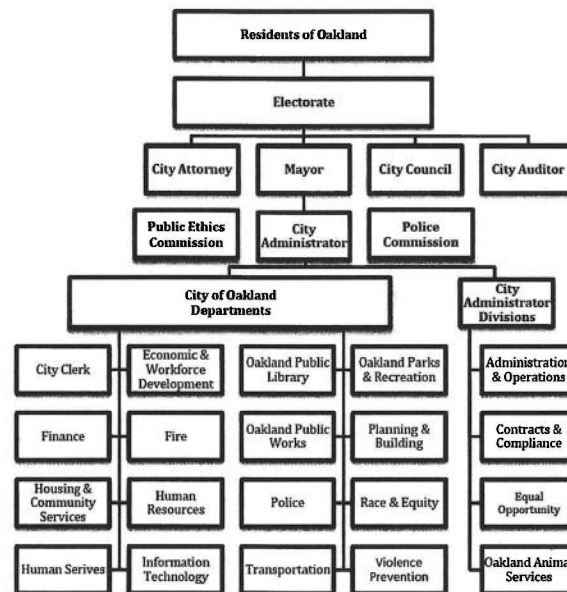 Residents of Oakland
Electorate
City Attorney
Mayor
City Council
City Auditor
Public Ethics
Commission
City
Administrator
Police
Commission
City of Oakland
Departments
City
Administrator
Divisions
City Clerk
Economic &
Workforce
Development
Oakland Public
Library
Oakland Parks
& Recreation
Administration
& Operations
Finance
Fire
Oakland Public
Works
Planning &
Building
Contracts &
Compliance
Housing &
Community
Services
Human
Resources
Police
Race & Equity
Equal
Opportunity
Human Serives
Information
Technology
Transportation
Violence
Prevention
Oakland Animal
Services